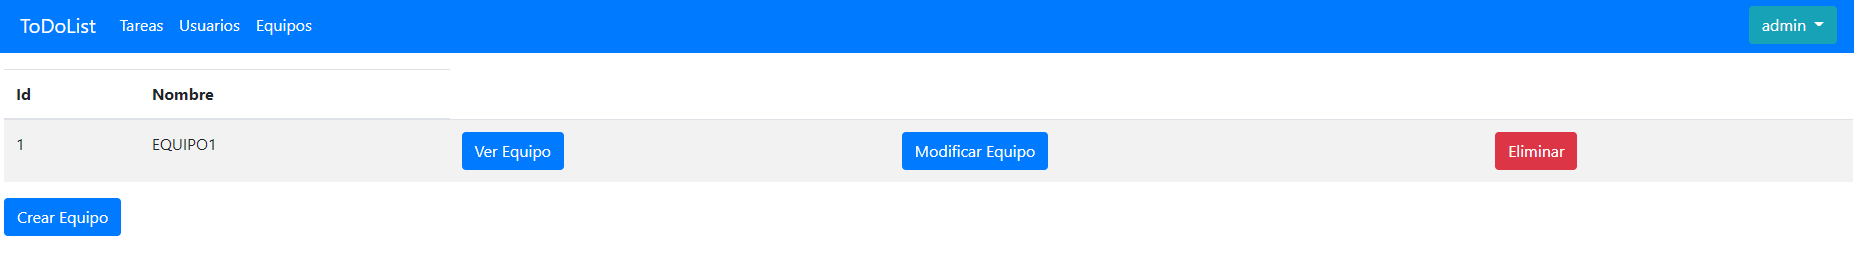 ToDoList Tareas Usuarios Equipos admin
Id Nombre
1 EQUIPO1 Ver Equipo Modificar Equipo Eliminar
Crear Equipo